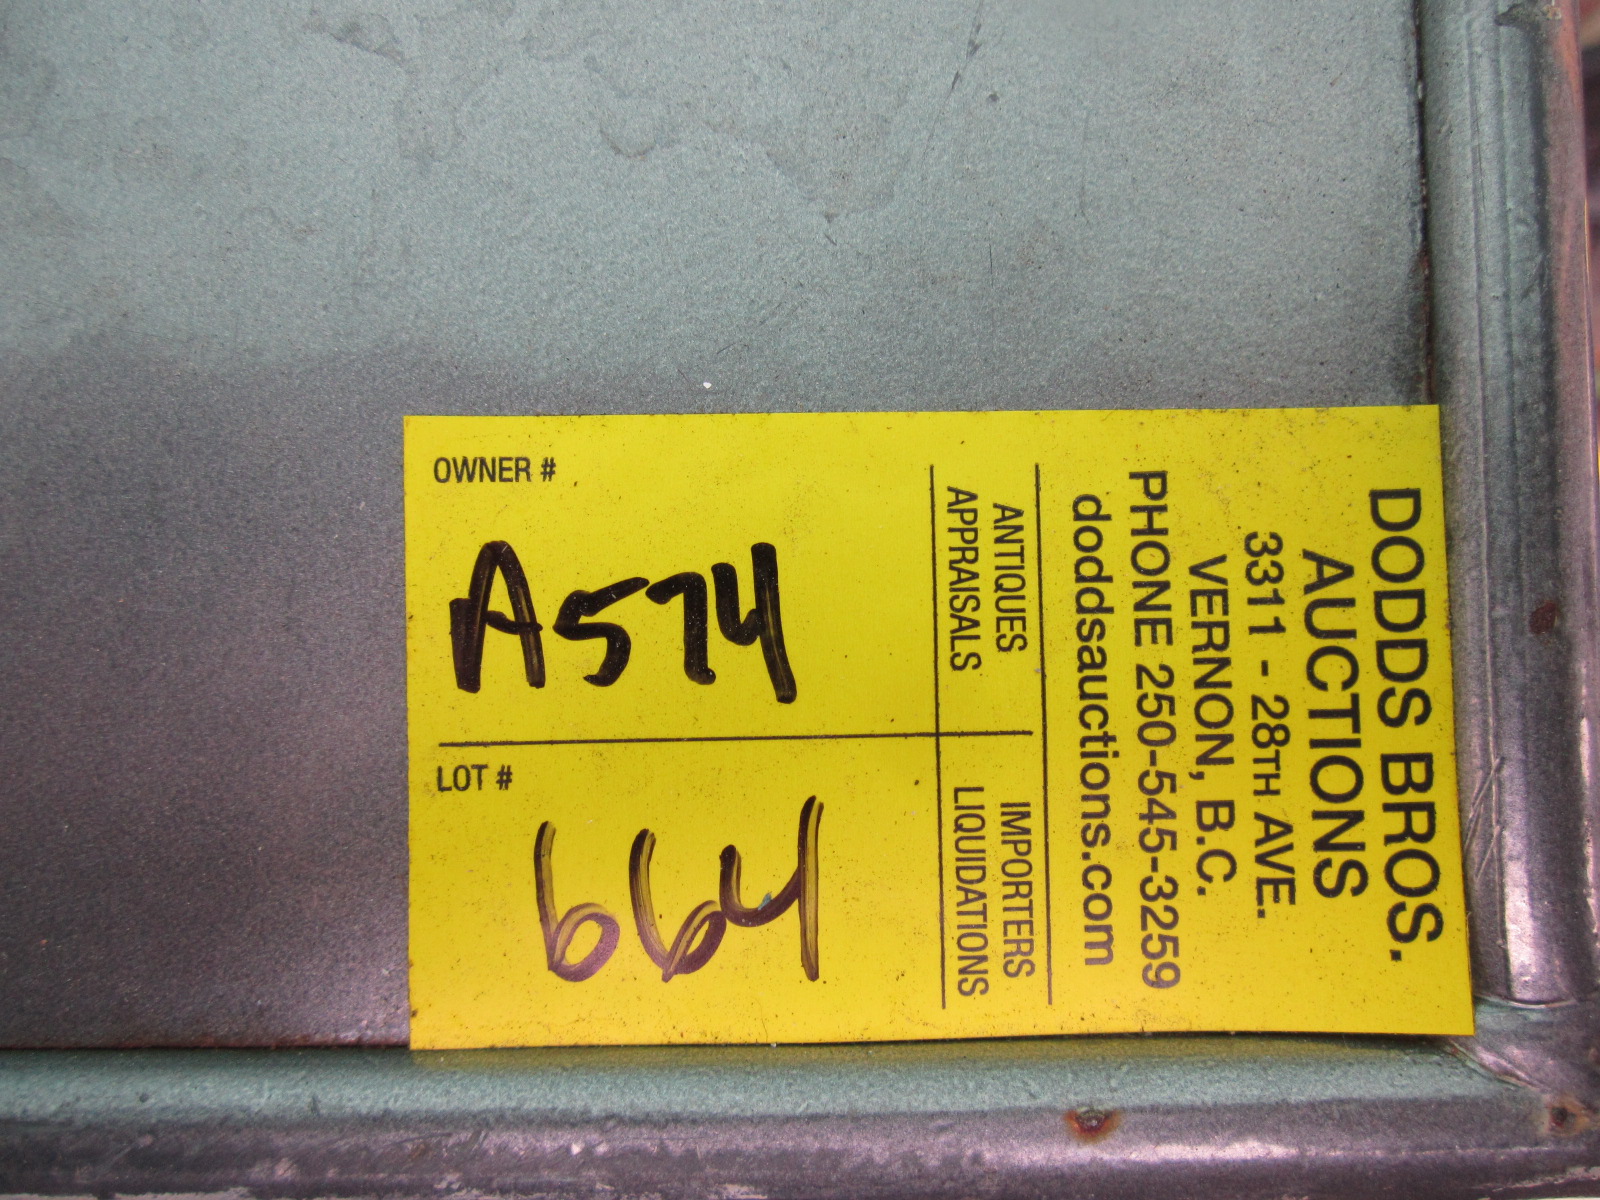 DODDS BROS.
AUCTIONS
3311 - 28TH AVE.
VERNON, B.C.
PHONE 250-545-3259
doddsauctions.com
ANTIQUES
APPRAISALS
IMPORTERS
LIQUIDATIONS
OWNER #
A574
LOT #
664